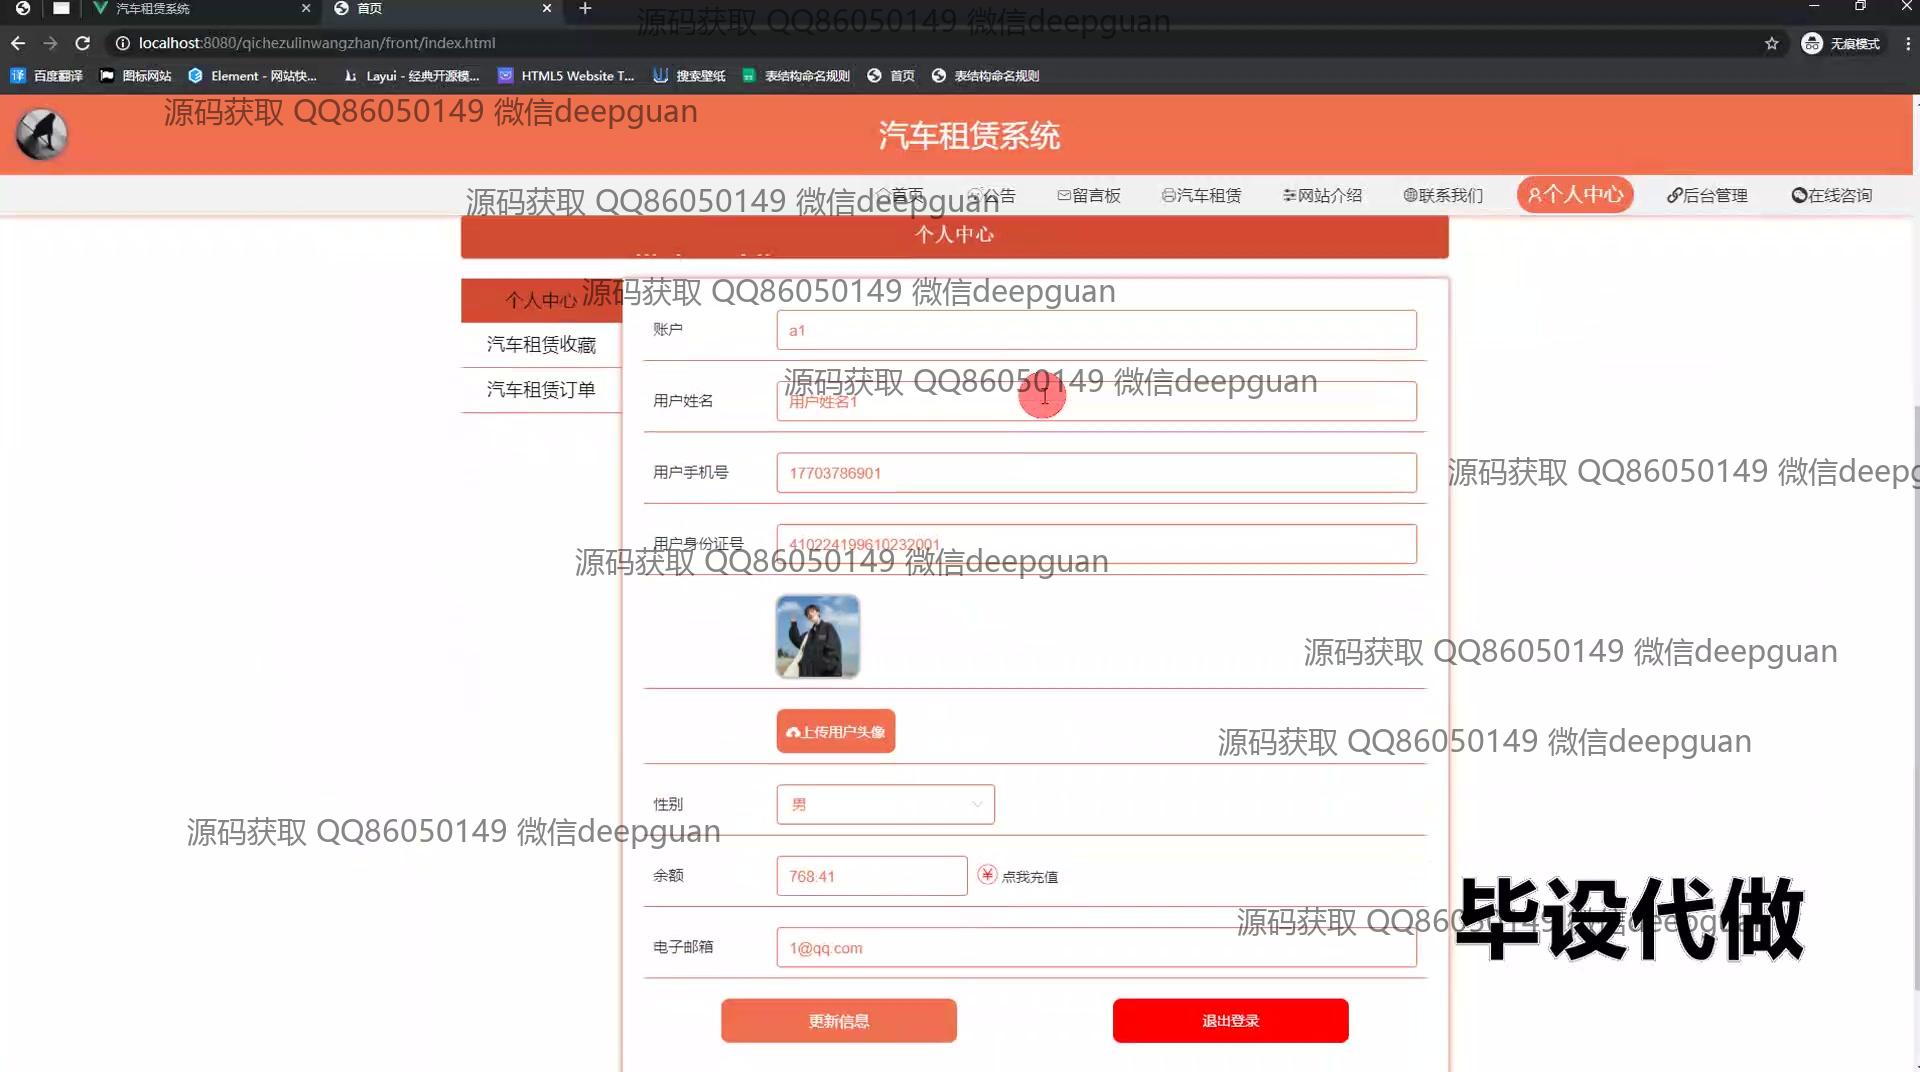 汽车租赁系统
首页
源码获取 QQ86050149 微信deepguan
localhost:8080/qichezulinwangzhan/front/index.html
无痕模式
百度翻译 图标网站 Element - 网站快... Layui - 经典开源模... HTML5 Website T... 搜索壁纸 表结构命名规则 首页 表结构命名规则
源码获取 QQ86050149 微信deepguan
汽车租赁系统
首页 公告 留言板 汽车租赁 网站介绍 联系我们 个人中心 后台管理 在线咨询
源码获取 QQ86050149 微信deepguan
个人中心
个人中心
源码获取 QQ86050149 微信deepguan
账户 a1
汽车租赁收藏
源码获取 QQ86050149 微信deepguan
汽车租赁订单
用户姓名 用户姓名1
用户手机号 17703786901
源码获取 QQ86050149 微信deepg
用户身份证号 410224199610232001
源码获取 QQ86050149 微信deepguan
源码获取 QQ86050149 微信deepguan
上传用户头像
源码获取 QQ86050149 微信deepguan
性别 男
源码获取 QQ86050149 微信deepguan
余额 768.41 点我充值
源码获取 QQ86050149 微信deepguan
毕设代做
电子邮箱 1@qq.com
更新信息 退出登录